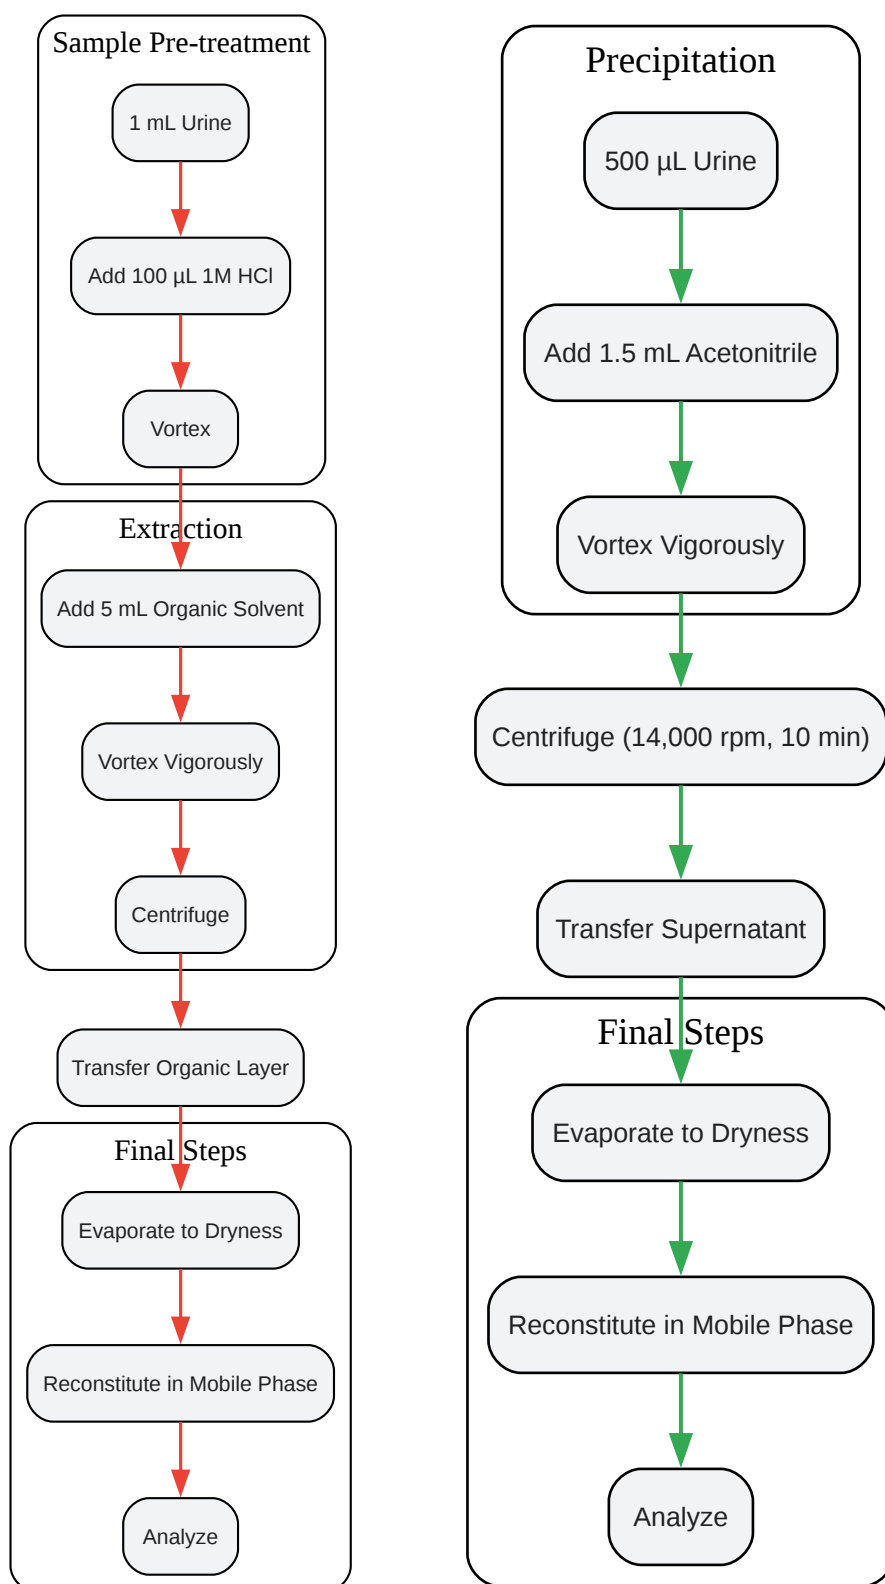 Sample Pre-treatment
1 mL Urine
Add 100 µL 1M HCl
Vortex
Extraction
Add 5 mL Organic Solvent
Vortex Vigorously
Centrifuge
Transfer Organic Layer
Final Steps
Evaporate to Dryness
Reconstitute in Mobile Phase
Analyze
Precipitation
500 µL Urine
Add 1.5 mL Acetonitrile
Vortex Vigorously
Centrifuge (14,000 rpm, 10 min)
Transfer Supernatant
Final Steps
Evaporate to Dryness
Reconstitute in Mobile Phase
Analyze